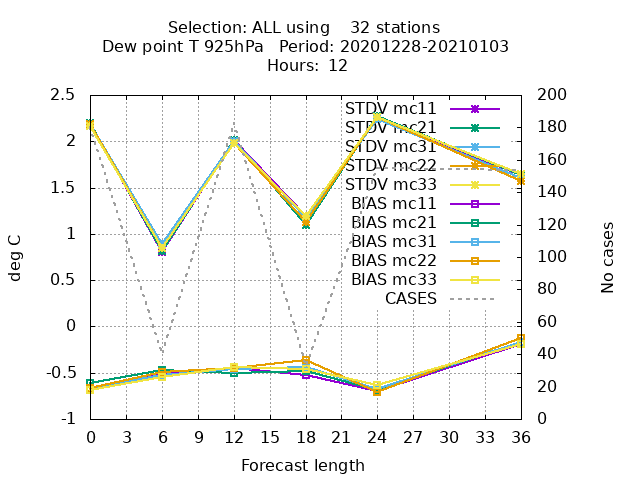 Selection: ALL using    32 stations
Dew point T 925hPa   Period: 20201228-20210103
Hours:  12
2.5
2
1.5
1
0.5
0
-0.5
-1
deg C
200
180
160
140
120
100
80
60
40
20
0
No cases
STDV mc11
STDV mc21
STDV mc31
STDV mc22
STDV mc33
BIAS mc11
BIAS mc21
BIAS mc31
BIAS mc22
BIAS mc33
CASES
0 3 6 9 12 15 18 21 24 27 30 33 36
Forecast length